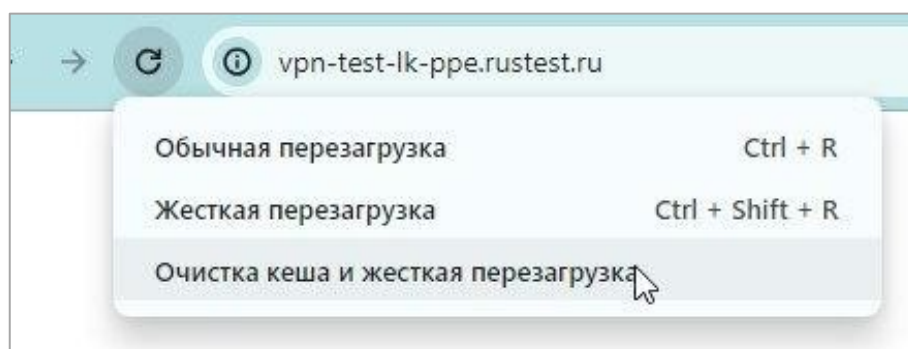 vpn-test-lk-ppe.rustest.ru
Обычная перезагрузка Ctrl + R
Жесткая перезагрузка Ctrl + Shift + R
Очистка кеша и жесткая перезагрузка